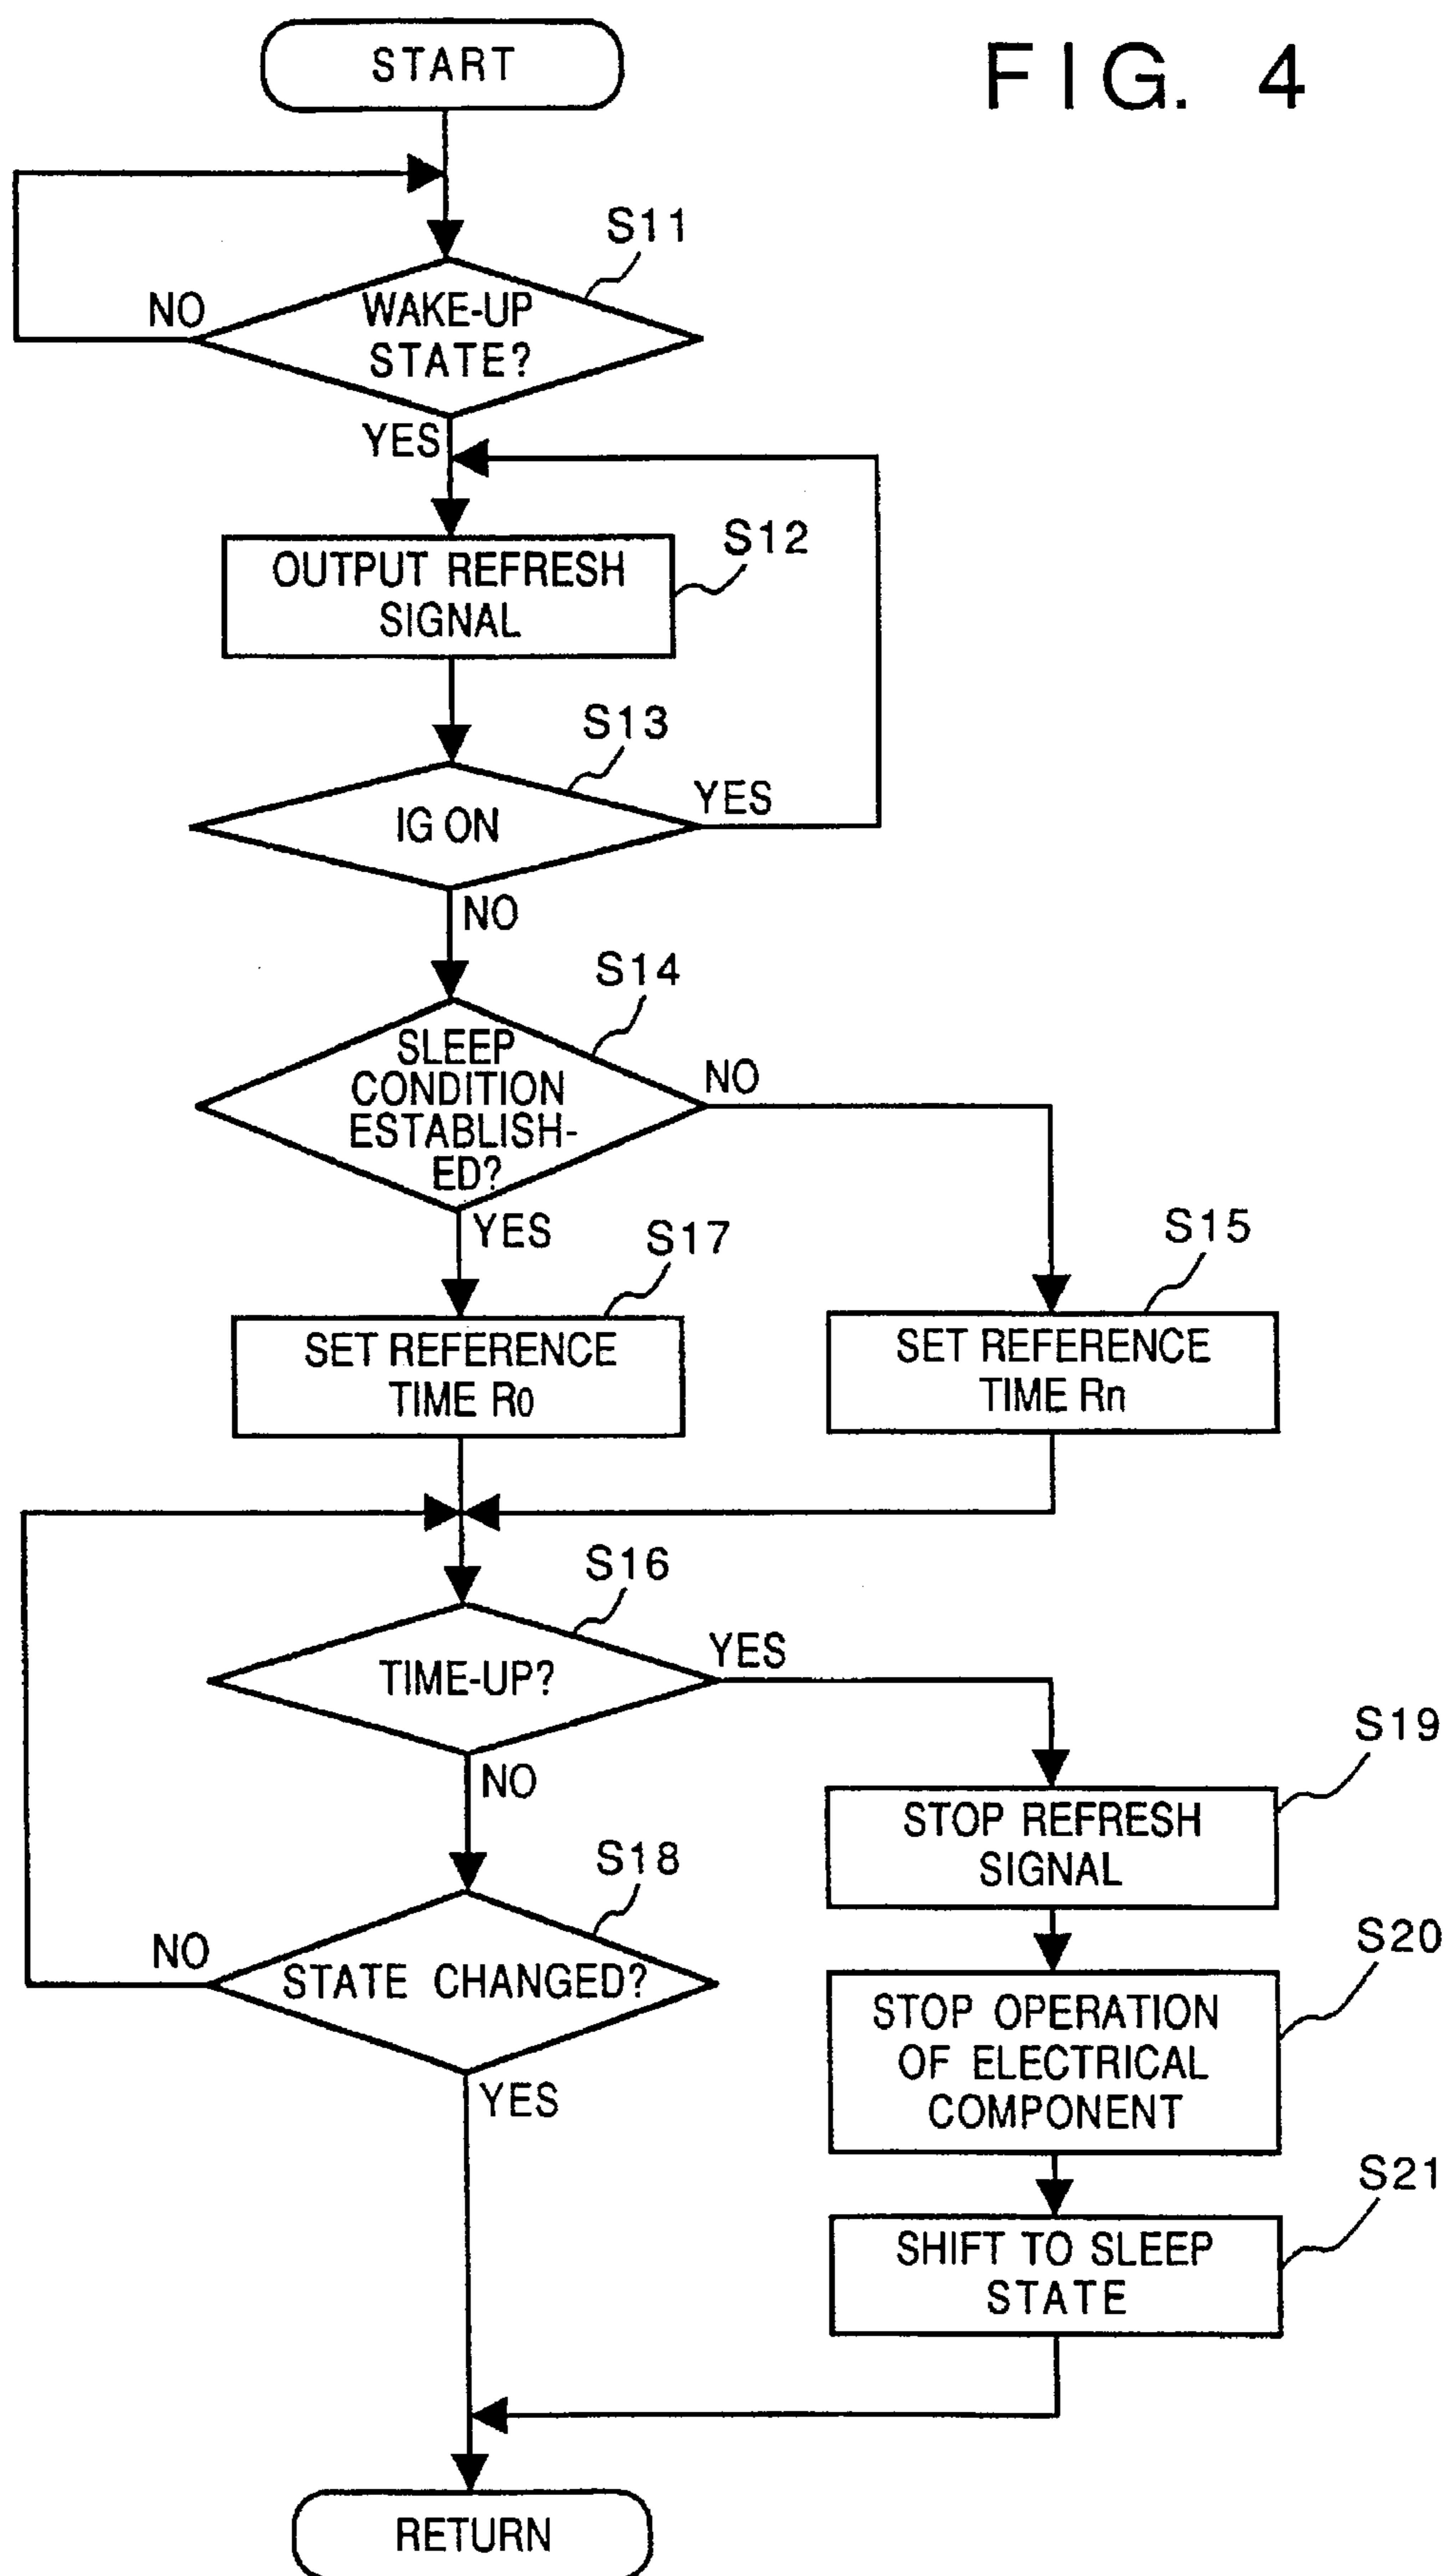 START
FIG. 4
S11
NO
WAKE-UP
STATE?
YES
S12
OUTPUT REFRESH
SIGNAL
S13
YES
IG ON
NO
S14
SLEEP
CONDITION
ESTABLISH-
ED?
NO
YES
S17
S15
SET REFERENCE
TIME R0
SET REFERENCE
TIME Rn
S16
YES
TIME-UP?
NO
S19
STOP REFRESH
SIGNAL
S18
NO
STATE CHANGED?
YES
S20
STOP OPERATION
OF ELECTRICAL
COMPONENT
S21
SHIFT TO SLEEP
STATE
RETURN